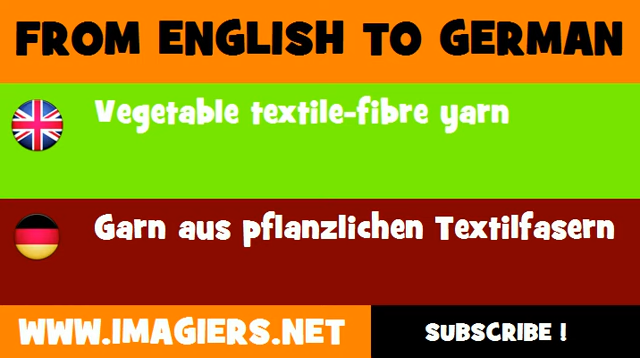 FROM ENGLISH TO GERMAN
Vegetable textile-fibre yarn
Garn aus pflanzlichen Textilfasern
WWW.IMAGIERS.NET
SUBSCRIBE !